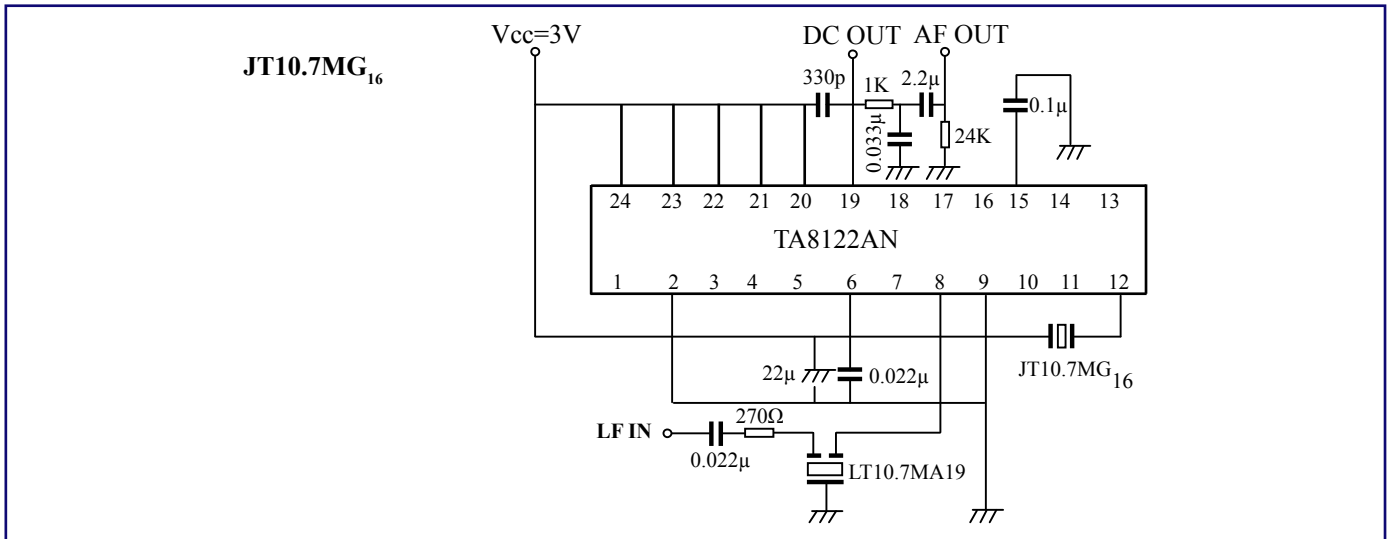 Vcc=3V
DC OUT
AF OUT
JT10.7MG16
330p
1K
2.2µ
0.1µ
0.033µ
24K
24 23 22 21 20 19 18 17 16 15 14 13
TA8122AN
1 2 3 4 5 6 7 8 9 10 11 12
22µ
0.022µ
JT10.7MG16
LF IN
270Ω
0.022µ
LT10.7MA19